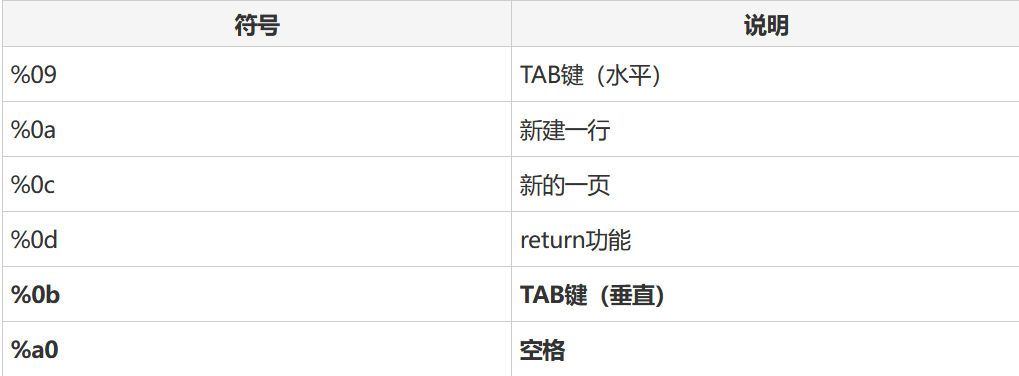 符号 说明
%09 TAB键（水平）
%0a 新建一行
%0c 新的一页
%0d return功能
%0b TAB键（垂直）
%a0 空格